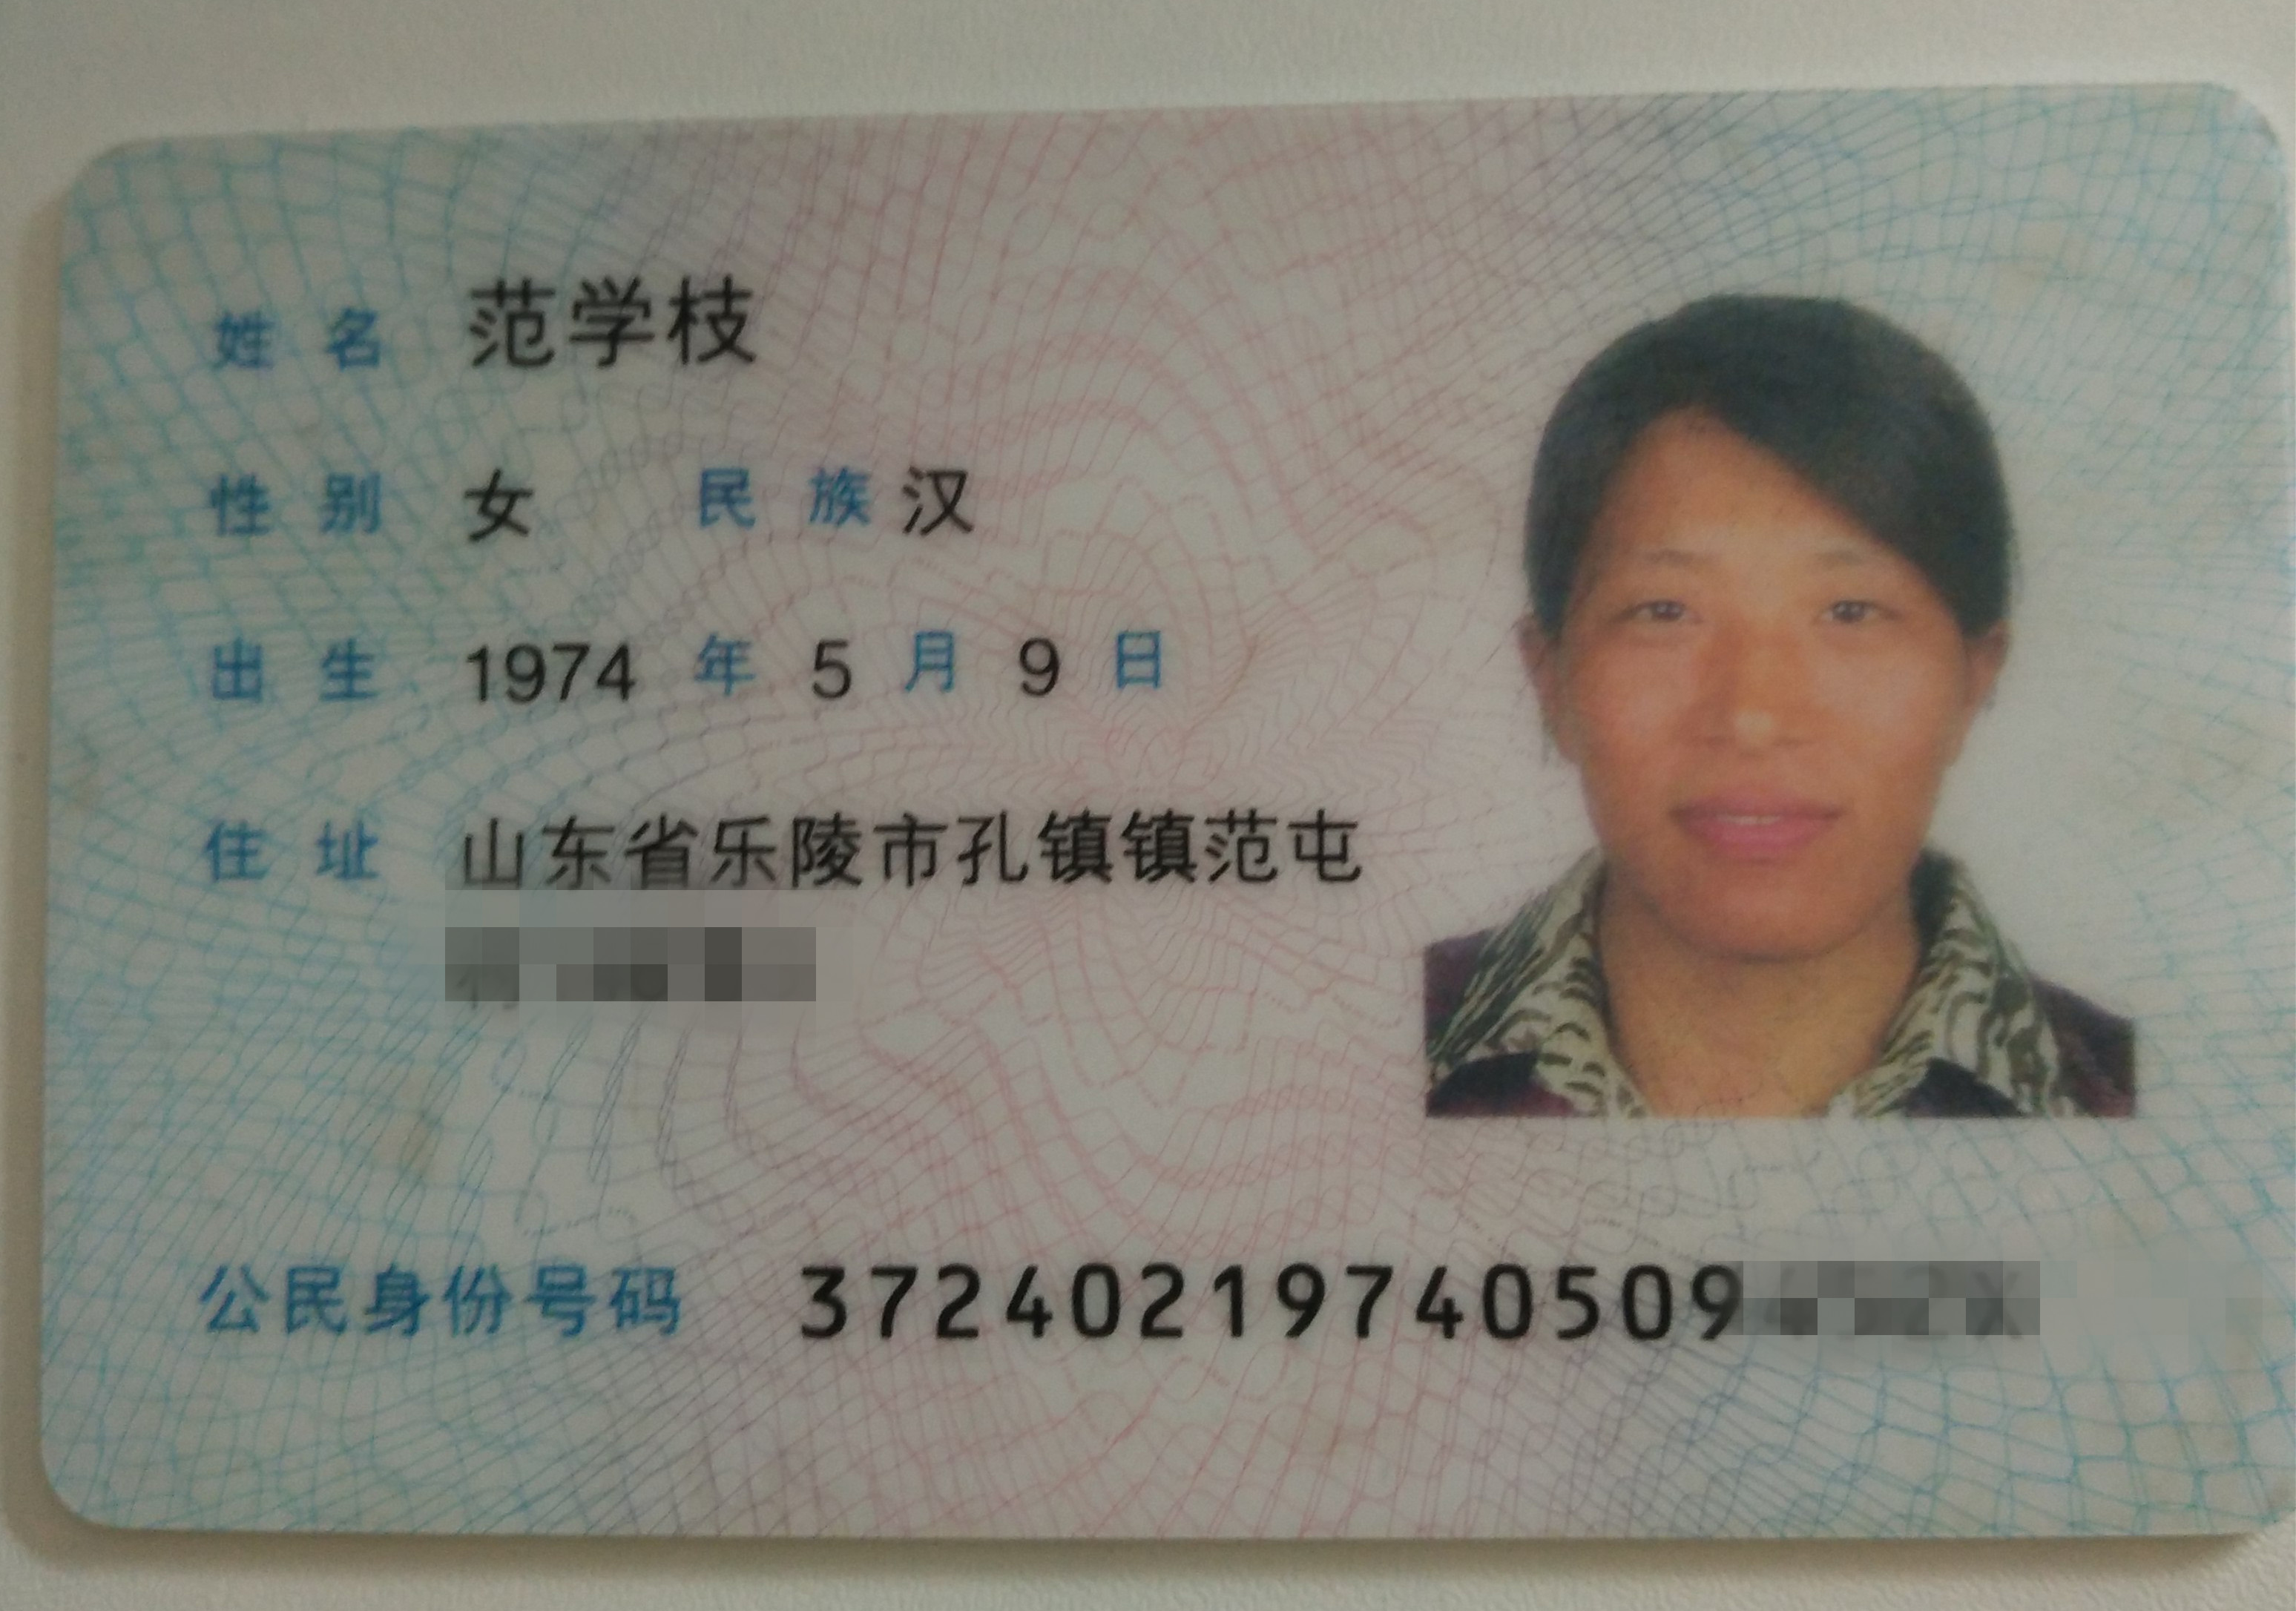 姓名 范学枝
性别 女 民族 汉
出生 1974 年 5 月 9 日
住址 山东省乐陵市孔镇镇范屯
公民身份号码 37240219740509